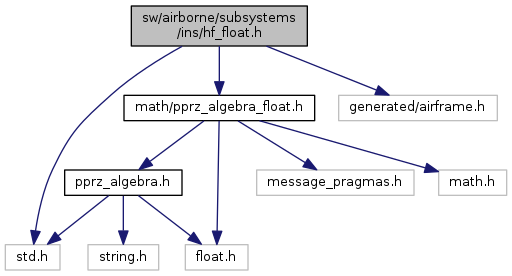 sw/airborne/subsystems
/ins/hf_float.h
math/pprz_algebra_float.h
generated/airframe.h
pprz_algebra.h
message_pragmas.h
math.h
std.h
string.h
float.h